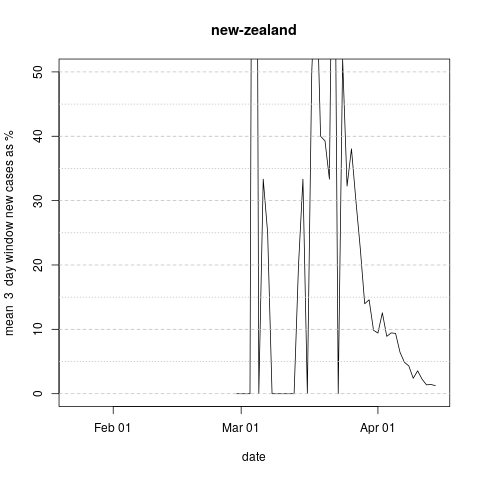 new-zealand
mean 3 day window new cases as %
50
40
30
20
10
0
Feb 01
Mar 01
Apr 01
date